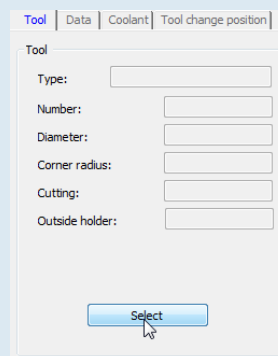 Tool Data Coolant Tool change position
Tool
Type:
Number:
Diameter:
Corner radius:
Cutting:
Outside holder:
Select